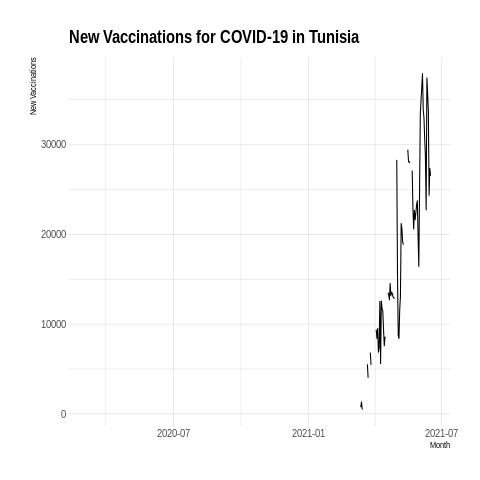 New Vaccinations for COVID-19 in Tunisia
New Vaccinations
30000
20000
10000
0
2020-07
2021-01
2021-07
Month